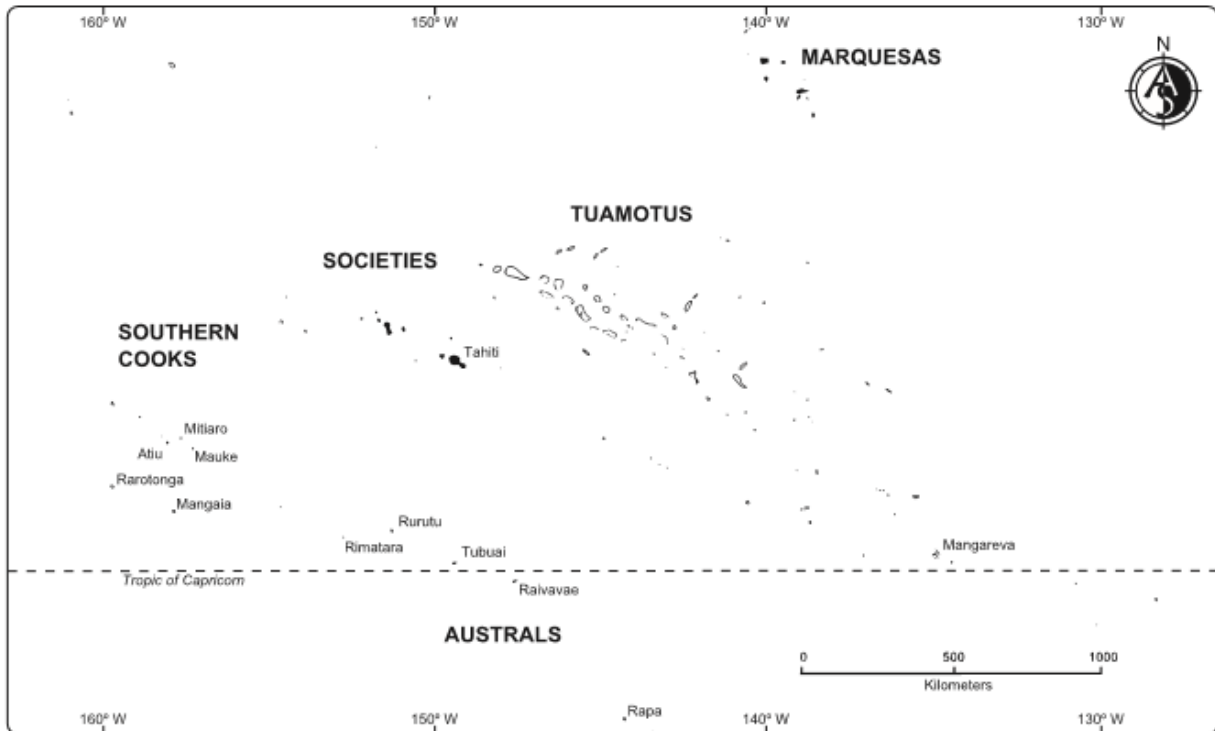 160° W
150° W
140° W
130° W
MARQUESAS
N
AS
TUAMOTUS
SOCIETIES
SOUTHERN
COOKS
Tahiti
Mitiaro
Atiu
Mauke
Rarotonga
Mangaia
Rurutu
Rimatara
Tubuai
Mangareva
Tropic of Capricorn
Raivavae
AUSTRALS
0 500 1000
Kilometers
Rapa
160° W
150° W
140° W
130° W